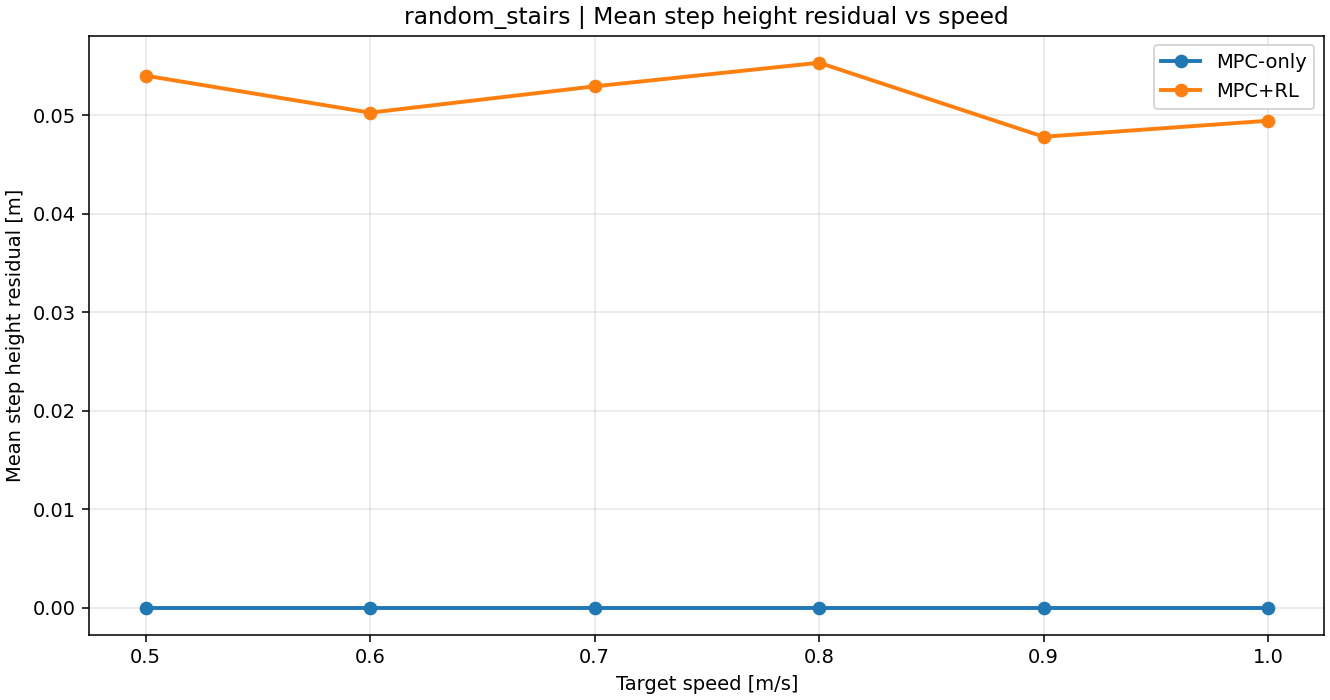 random_stairs | Mean step height residual vs speed
MPC-only
MPC+RL
Mean step height residual [m]
0.05
0.04
0.03
0.02
0.01
0.00
0.5 0.6 0.7 0.8 0.9 1.0
Target speed [m/s]